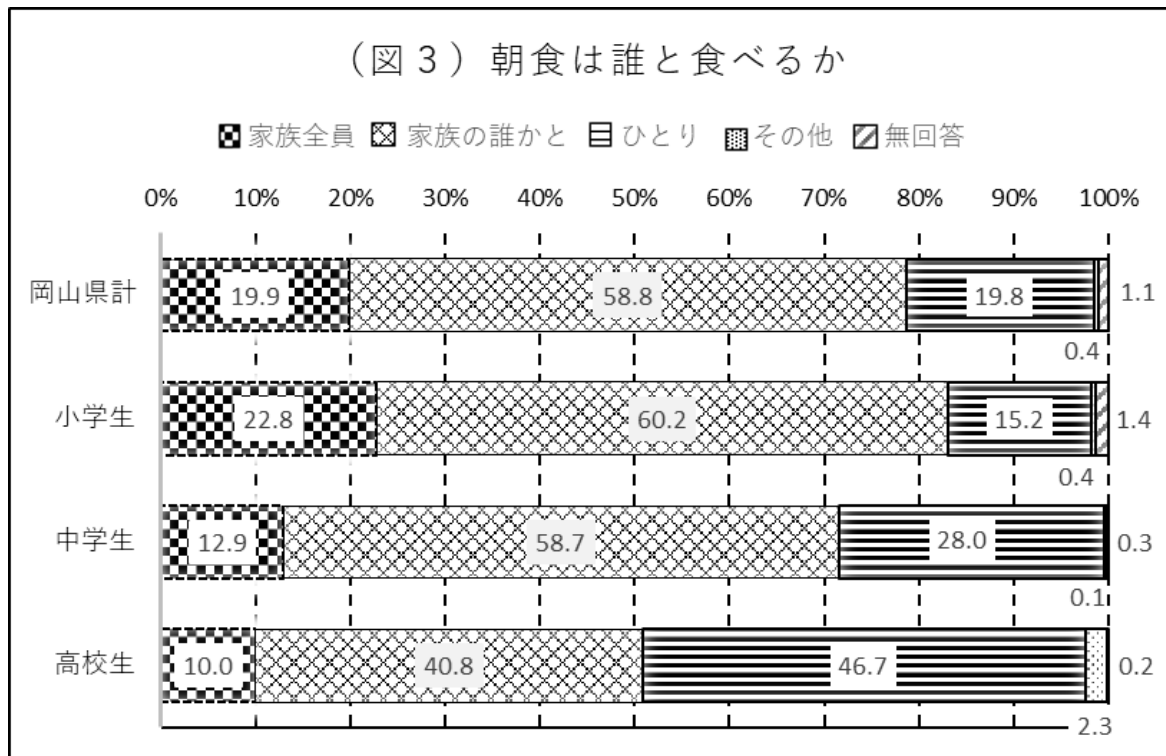 （図３）朝食は誰と食べるか
家族全員 家族の誰かと ひとり その他 無回答
0% 10% 20% 30% 40% 50% 60% 70% 80% 90% 100%
岡山県計 19.9 58.8 19.8 1.1
0.4
小学生 22.8 60.2 15.2 1.4
0.4
中学生 12.9 58.7 28.0 0.3
0.1
高校生 10.0 40.8 46.7 0.2
2.3